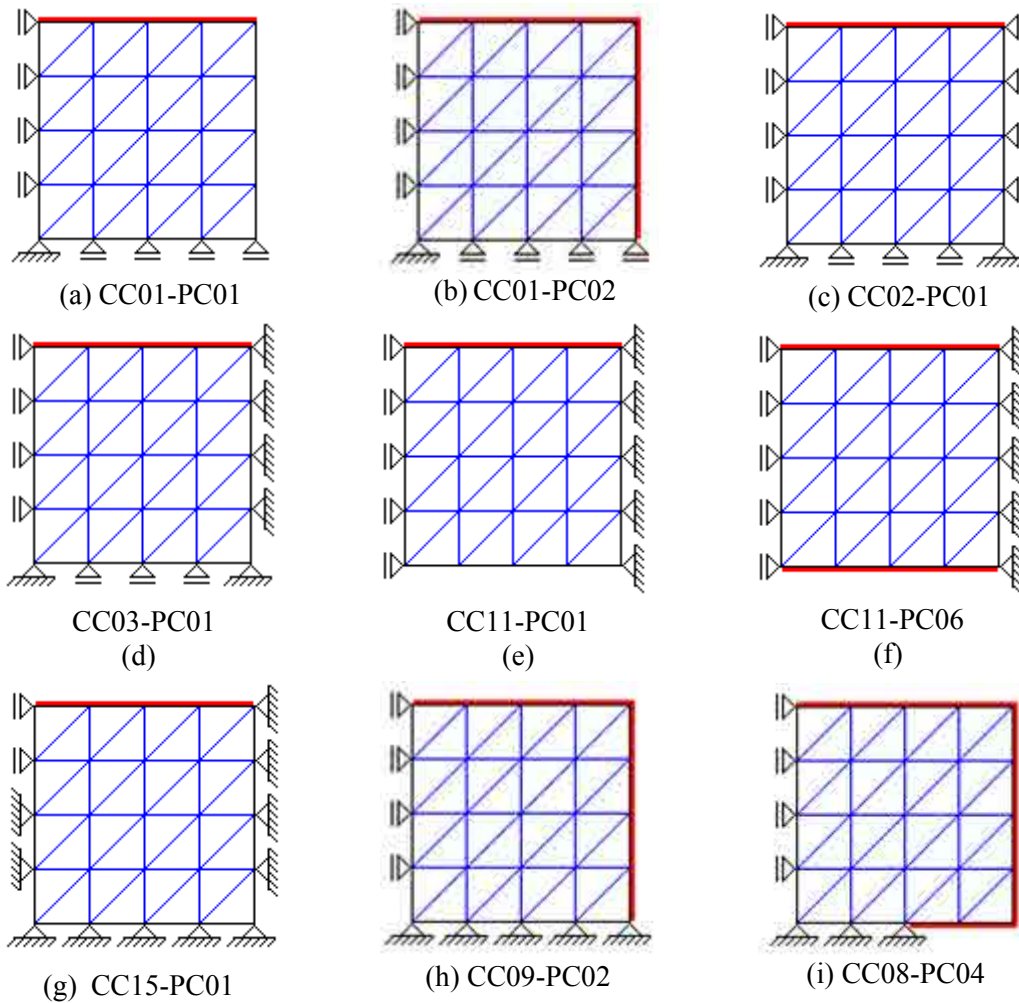 (a) CC01-PC01
(b) CC01-PC02
(c) CC02-PC01
CC03-PC01
(d)
CC11-PC01
(e)
CC11-PC06
(f)
(g) CC15-PC01
(h) CC09-PC02
(i) CC08-PC04